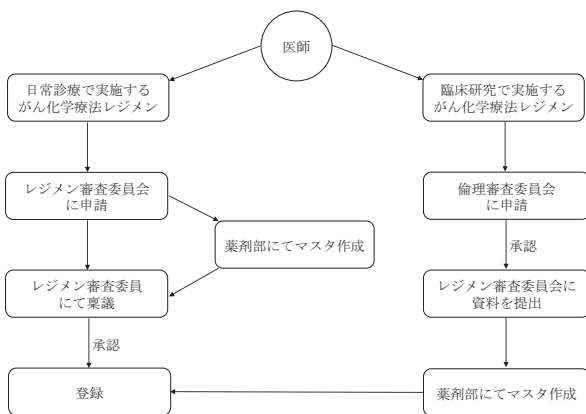 医師
日常診療で実施する
がん化学療法レジメン
臨床研究で実施する
がん化学療法レジメン
レジメン審査委員会
に申請
倫理審査委員会
に申請
薬剤部にてマスタ作成
承認
レジメン審査委員
にて稟議
レジメン審査委員会に
資料を提出
承認
登録
薬剤部にてマスタ作成